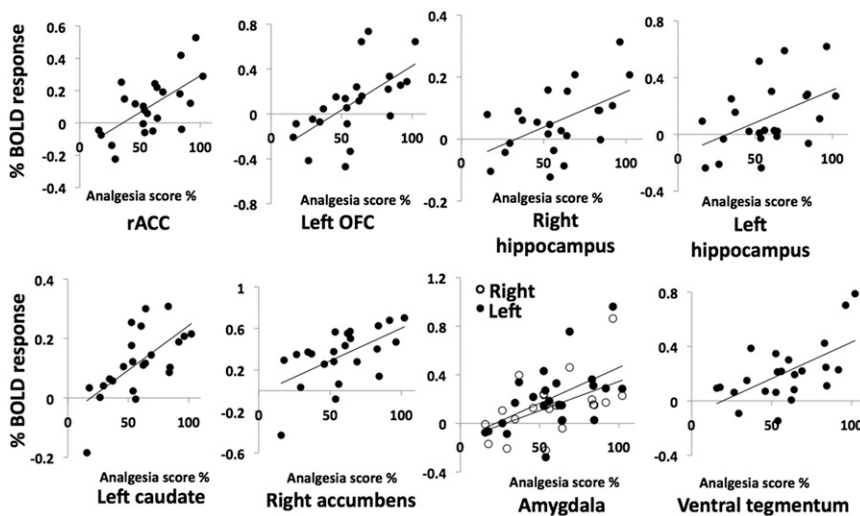 % BOLD response
0.6
0.4
0.2
0
-0.2
-0.4
0 50 100
Analgesia score %
rACC
0.8
0.4
0
-0.4
-0.8
0 50 100
Analgesia score %
Left OFC
0.4
0.2
0
-0.2
0 50 100
Analgesia score %
Right
hippocampus
0.8
0.4
0
-0.4
0 50 100
Analgesia score %
Left
hippocampus
% BOLD response
0.4
0.2
0
-0.2
0 50 100
Analgesia score %
Left caudate
1
0.6
0.2
-0.2
-0.6
0 50 100
Analgesia score %
Right accumbens
1.2
0.8
0.4
0
-0.4
Right
Left
0 50 100
Analgesia score %
Amygdala
0.8
0.4
0
-0.4
0 50 100
Analgesia score %
Ventral tegmentum